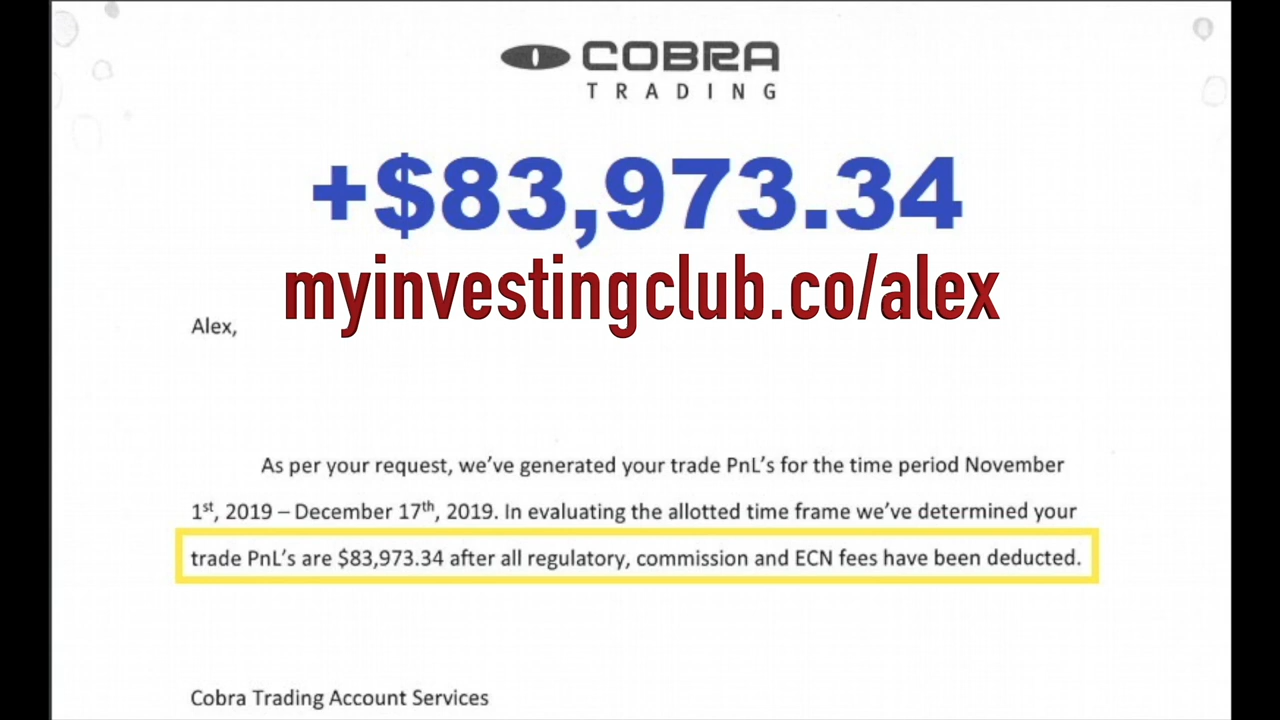 COBRA
TRADING
+$83,973.34
myinvestingclub.co/alex
Alex,
As per your request, we’ve generated your trade PnL’s for the time period November
1st, 2019 – December 17th, 2019. In evaluating the allotted time frame we’ve determined your
trade PnL’s are $83,973.34 after all regulatory, commission and ECN fees have been deducted.
Cobra Trading Account Services